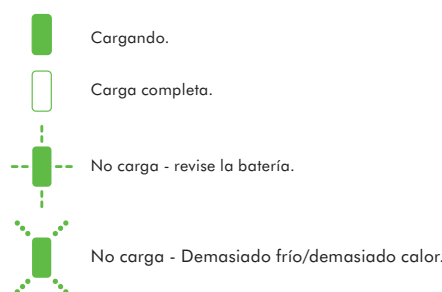 Cargando.
Carga completa.
No carga - revise la batería.
No carga - Demasiado frío/demasiado calor.